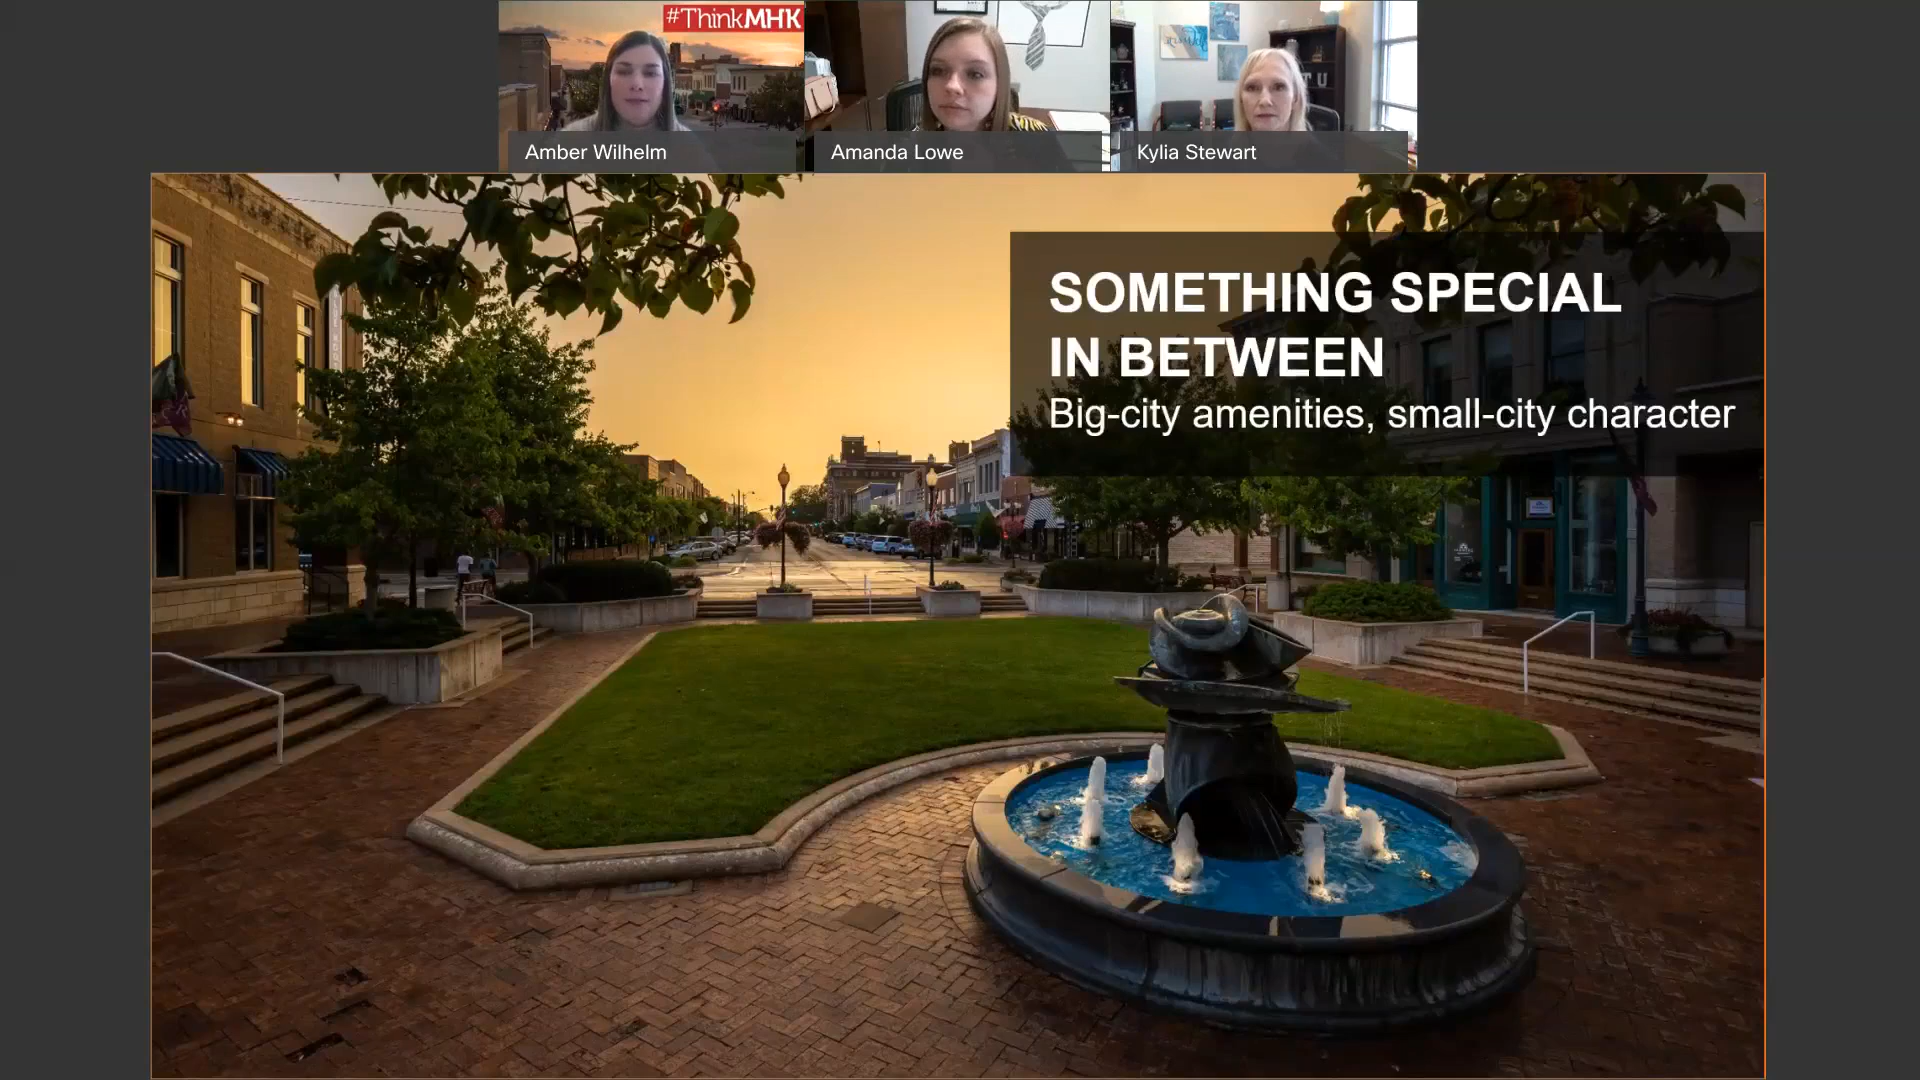 #ThinkMHK
Amber Wilhelm
Amanda Lowe
Kylia Stewart
SOMETHING SPECIAL
IN BETWEEN
Big-city amenities, small-city character